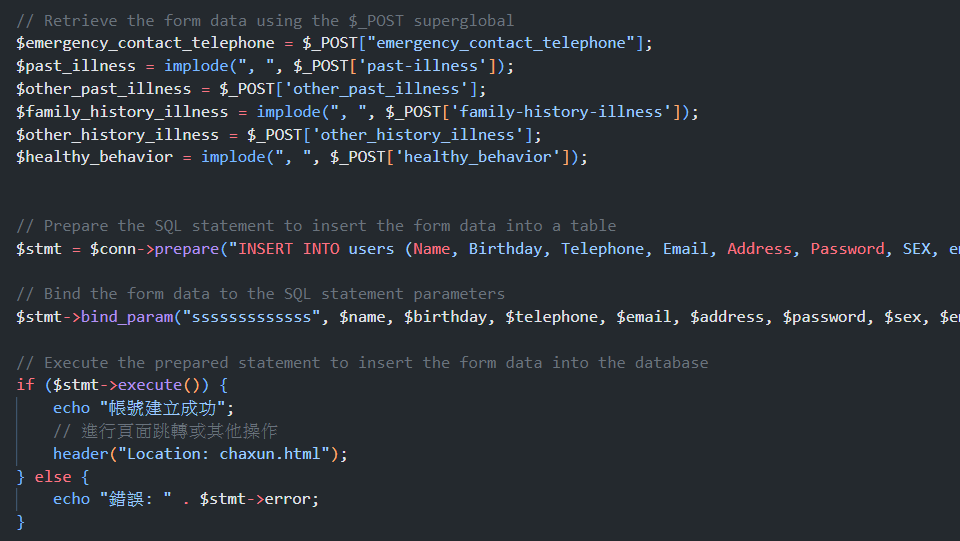 // Retrieve the form data using the $_POST superglobal
$emergency_contact_telephone = $_POST["emergency_contact_telephone"];
$past_illness = implode(", ", $_POST['past-illness']);
$other_past_illness = $_POST['other_past_illness'];
$family_history_illness = implode(", ", $_POST['family-history-illness']);
$other_history_illness = $_POST['other_history_illness'];
$healthy_behavior = implode(", ", $_POST['healthy_behavior']);
// Prepare the SQL statement to insert the form data into a table
$stmt = $conn->prepare("INSERT INTO users (Name, Birthday, Telephone, Email, Address, Password, SEX,
// Bind the form data to the SQL statement parameters
$stmt->bind_param("sssssssssssss", $name, $birthday, $telephone, $email, $address, $password, $sex,
// Execute the prepared statement to insert the form data into the database
if ($stmt->execute()) {
echo "帳號建立成功";
// 進行頁面跳轉或其他操作
header("Location: chaxun.html");
} else {
echo "錯誤: " . $stmt->error;
}